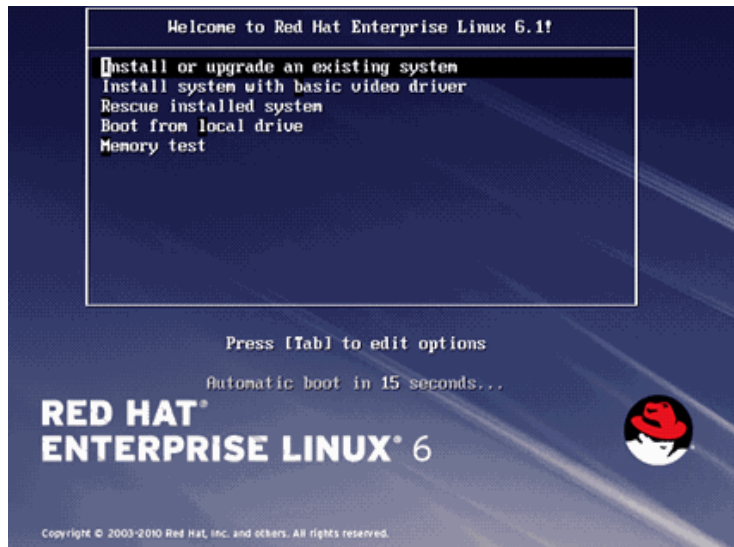 Welcome to Red Hat Enterprise Linux 6.1!
Install or upgrade an existing system
Install system with basic video driver
Rescue installed system
Boot from local drive
Memory test
Press [Tab] to edit options
Automatic boot in 15 seconds...
RED HAT®
ENTERPRISE LINUX® 6
Copyright © 2003-2010 Red Hat, Inc. and others. All rights reserved.